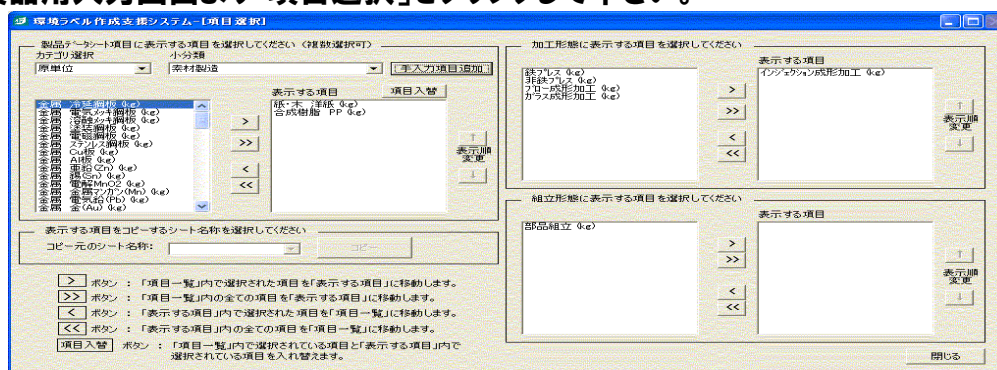 環境ラベル作成支援システム-[項目選択]
製品データシート項目に表示する項目を選択してください（複数選択可）
カテゴリ選択
小分類
原単位
素材製造
手入力項目追加
表示する項目
項目入替
金属 冷延鋼板 (kg)
金属 電気メッキ鋼板 (kg)
金属 溶融メッキ鋼板 (kg)
金属 塗装鋼板 (kg)
金属 電磁鋼板 (kg)
金属 ステンレス鋼板 (kg)
金属 Cu板 (kg)
金属 Al板 (kg)
金属 亜鉛(Zn) (kg)
金属 錫(Sn) (kg)
金属 電解MnO2 (kg)
金属 金属マンガン(Mn) (kg)
金属 電気鉛(Pb) (kg)
金属 金(Au) (kg)
>
>>
<
<<
紙・木 洋紙 (kg)
合成樹脂 PP (kg)
↑
表示順
変更
↓
表示する項目をコピーするシート名称を選択してください
コピー元のシート名称:
コピー
> ボタン ： 「項目一覧」内で選択された項目を「表示する項目」に移動します。
>> ボタン ： 「項目一覧」内の全ての項目を「表示する項目」に移動します。
< ボタン ： 「表示する項目」内で選択された項目を「項目一覧」に移動します。
<< ボタン ： 「表示する項目」内の全ての項目を「項目一覧」に移動します。
項目入替 ボタン ： 「項目一覧」内で選択されている項目と「表示する項目」内で
選択されている項目を入れ替えます。
加工形態に表示する項目を選択してください
表示する項目
鉄プレス (kg)
非鉄プレス (kg)
ブロー成形加工 (kg)
ガラス成形加工 (kg)
>
>>
<
<<
インジェクション成形加工 (kg)
↑
表示順
変更
↓
組立形態に表示する項目を選択してください
表示する項目
部品組立 (kg)
>
>>
<
<<
↑
表示順
変更
↓
閉じる